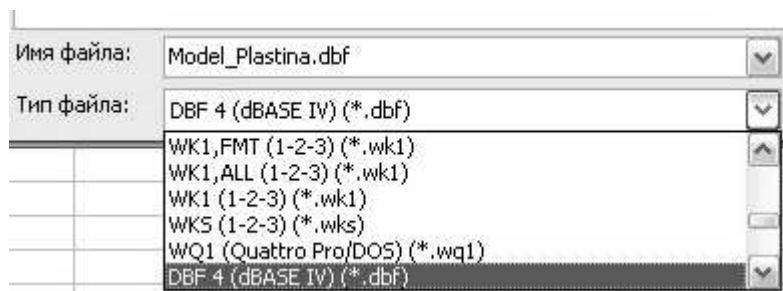 Имя файла: Model_Plastina.dbf
Тип файла: DBF 4 (dBASE IV) (*.dbf)
WK1,FMT (1-2-3) (*.wk1)
WK1,ALL (1-2-3) (*.wk1)
WK1 (1-2-3) (*.wk1)
WKS (1-2-3) (*.wks)
WQ1 (Quattro Pro/DOS) (*.wq1)
DBF 4 (dBASE IV) (*.dbf)